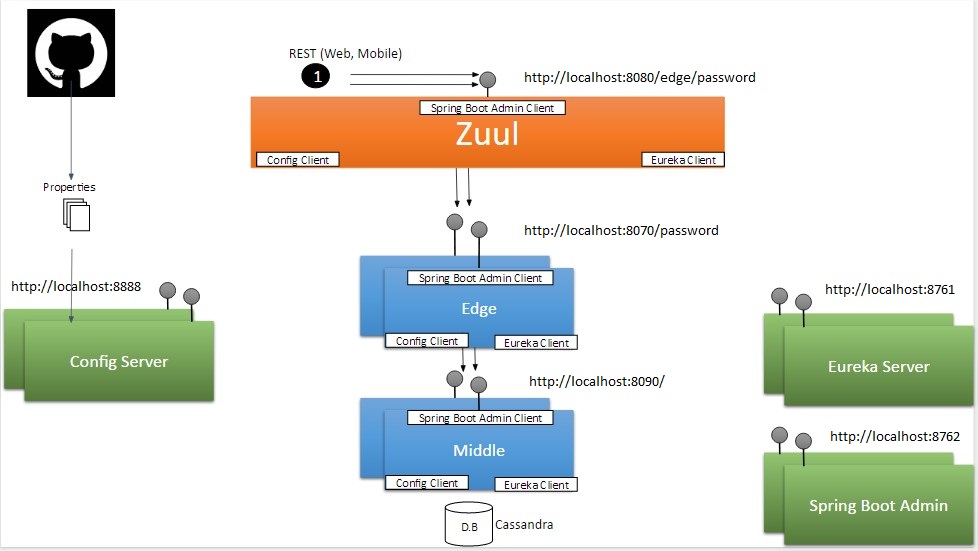 REST (Web, Mobile)
1
http://localhost:8080/edge/password
Spring Boot Admin Client
Zuul
Config Client
Eureka Client
Properties
http://localhost:8070/password
Spring Boot Admin Client
Edge
Config Client
Eureka Client
http://localhost:8888
Config Server
http://localhost:8761
Eureka Server
http://localhost:8090/
Spring Boot Admin Client
Middle
Config Client
Eureka Client
http://localhost:8762
Spring Boot Admin
D.B
Cassandra